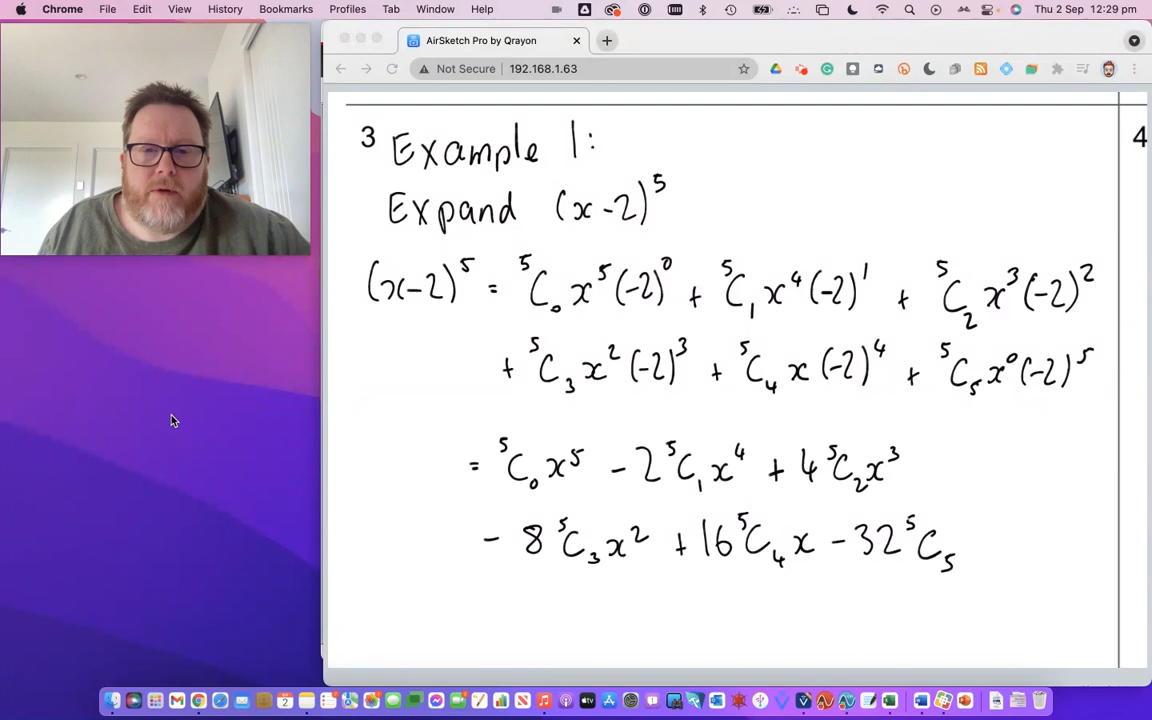 Chrome File Edit View History Bookmarks Profiles Tab Window Help Thu 2 Sep 12:29 pm
AirSketch Pro by Qrayon
Not Secure 192.168.1.63
3 Example 1: 4
Expand (x-2)⁵
(x-2)⁵ = ⁵C₀x⁵(-2)⁰ + ⁵C₁x⁴(-2)¹ + ⁵C₂x³(-2)²
+ ⁵C₃x²(-2)³ + ⁵C₄x(-2)⁴ + ⁵C₅x⁰(-2)⁵
= ⁵C₀x⁵ - 2⁵C₁x⁴ + 4⁵C₂x³
- 8⁵C₃x² + 16⁵C₄x - 32⁵C₅